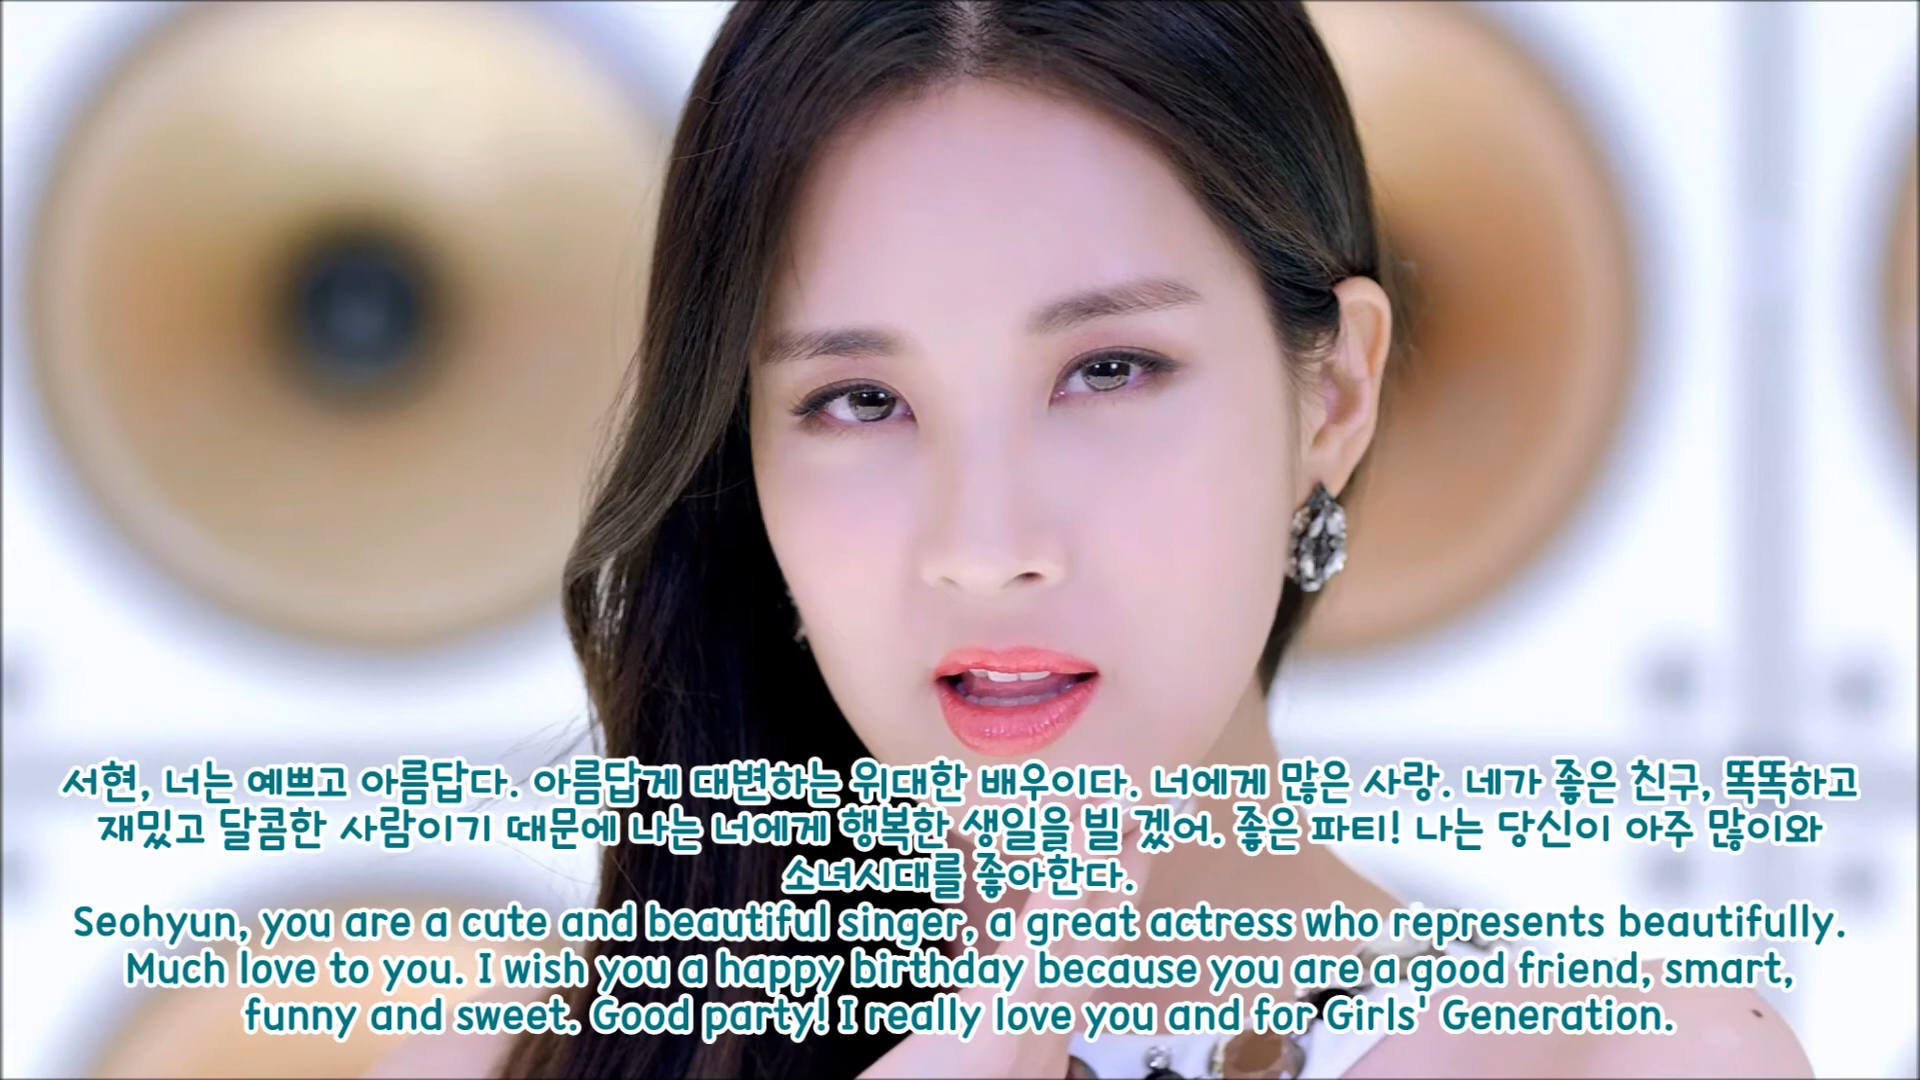 서현, 너는 예쁘고 아름답다. 아름답게 대변하는 위대한 배우이다. 너에게 많은 사랑. 네가 좋은 친구, 똑똑하고
재밌고 달콤한 사람이기 때문에 나는 너에게 행복한 생일을 빌 겠어. 좋은 파티! 나는 당신이 아주 많이와
소녀시대를 좋아한다.
Seohyun, you are a cute and beautiful singer, a great actress who represents beautifully.
Much love to you. I wish you a happy birthday because you are a good friend, smart,
funny and sweet. Good party! I really love you and for Girls' Generation.